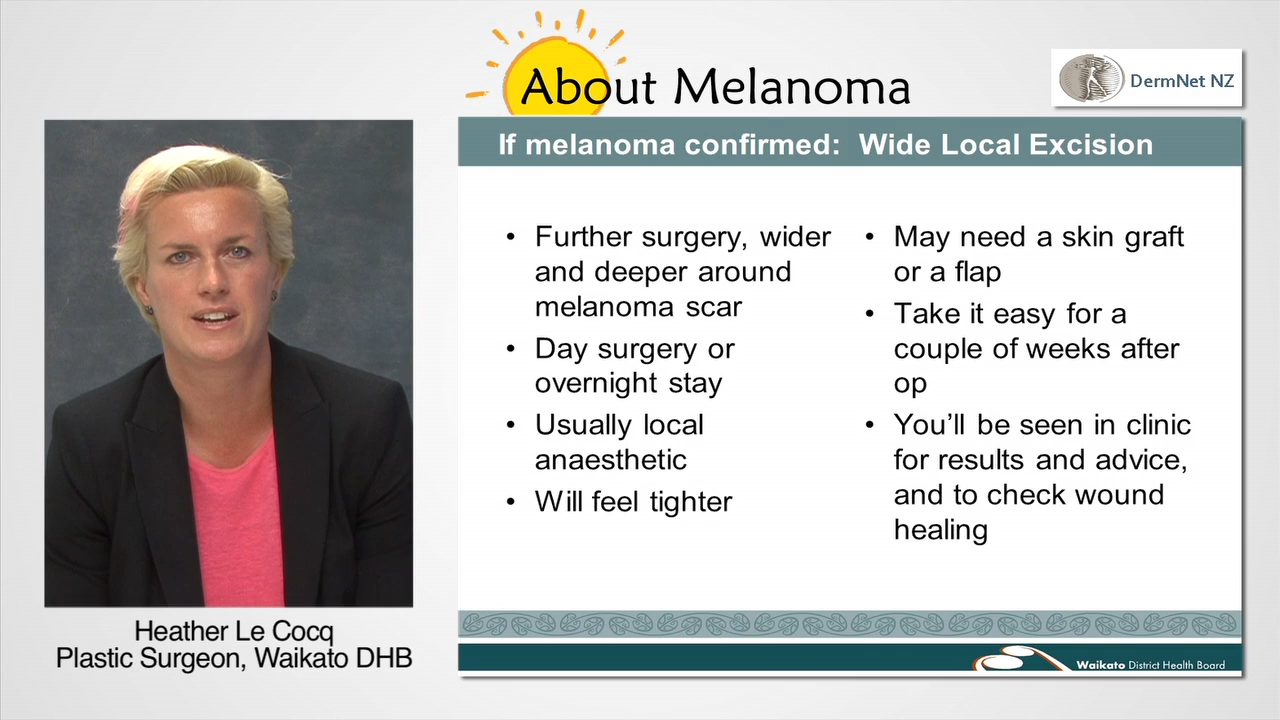 About Melanoma
DermNet NZ
If melanoma confirmed: Wide Local Excision
• Further surgery, wider
and deeper around
melanoma scar
• Day surgery or
overnight stay
• Usually local
anaesthetic
• Will feel tighter
• May need a skin graft
or a flap
• Take it easy for a
couple of weeks after
op
• You’ll be seen in clinic
for results and advice,
and to check wound
healing
Heather Le Cocq
Plastic Surgeon, Waikato DHB
Waikato District Health Board